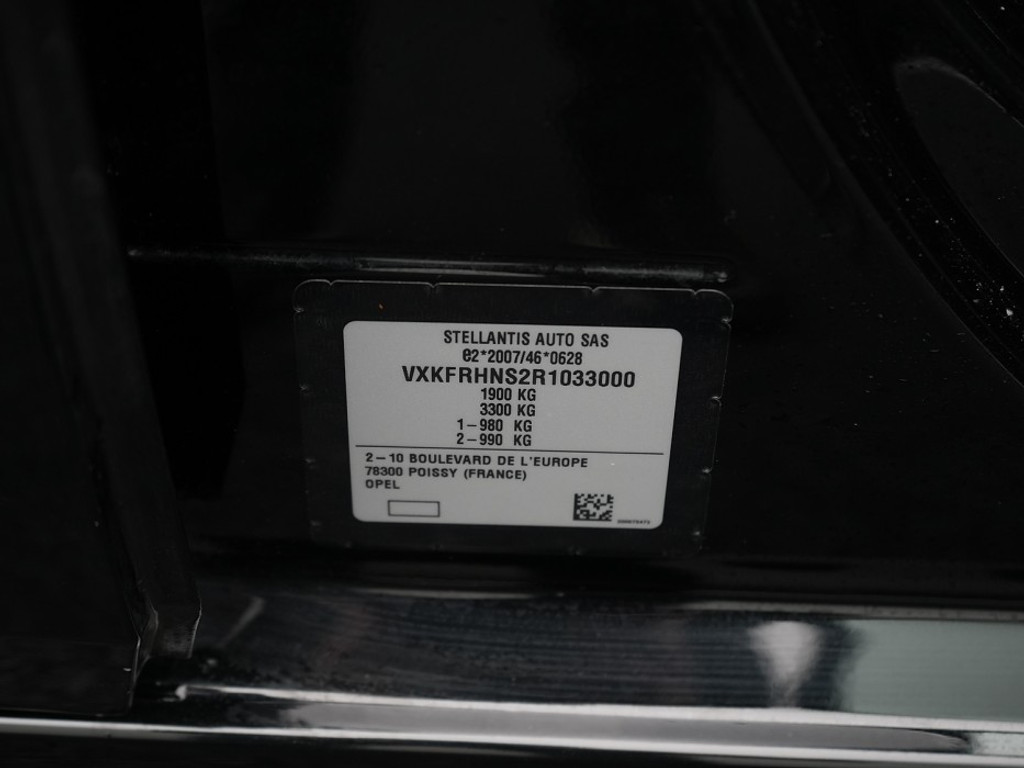 STELLANTIS AUTO SAS
e2*2007/46*0628
VXKFRHNS2R1033000
1900 KG
3300 KG
1-980 KG
2-990 KG
2-10 BOULEVARD DE L'EUROPE
78300 POISSY (FRANCE)
OPEL